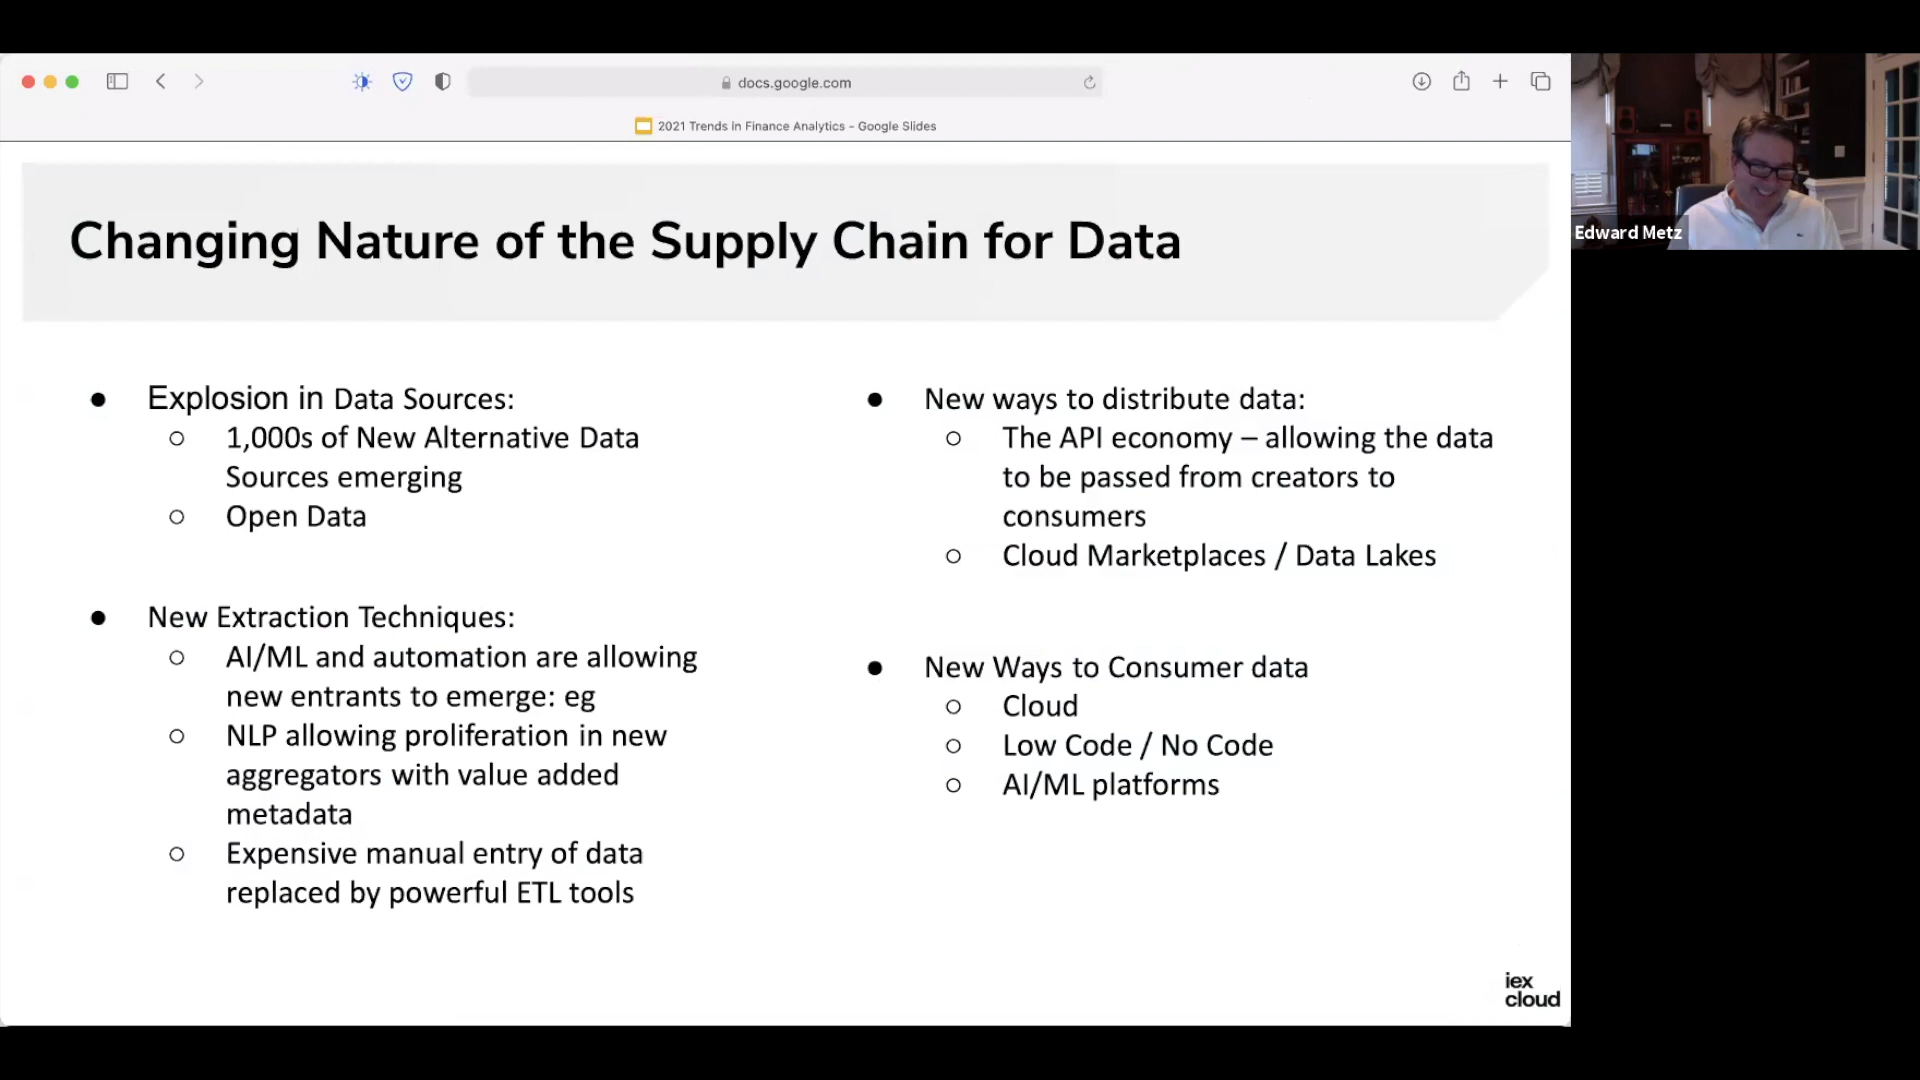 docs.google.com
2021 Trends in Finance Analytics – Google Slides
Edward Metz
Changing Nature of the Supply Chain for Data
Explosion in Data Sources:
1,000s of New Alternative Data
Sources emerging
Open Data
New Extraction Techniques:
AI/ML and automation are allowing
new entrants to emerge: eg
NLP allowing proliferation in new
aggregators with value added
metadata
Expensive manual entry of data
replaced by powerful ETL tools
New ways to distribute data:
The API economy – allowing the data
to be passed from creators to
consumers
Cloud Marketplaces / Data Lakes
New Ways to Consumer data
Cloud
Low Code / No Code
AI/ML platforms
iex
cloud